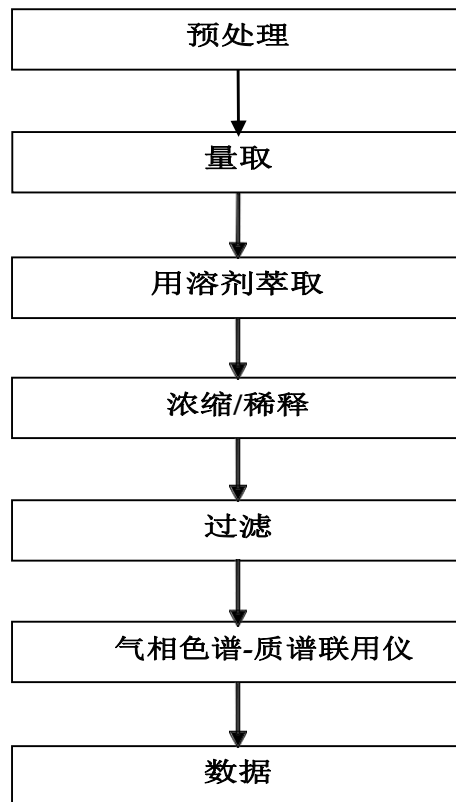 预处理
量取
用溶剂萃取
浓缩/稀释
过滤
气相色谱-质谱联用仪
数据